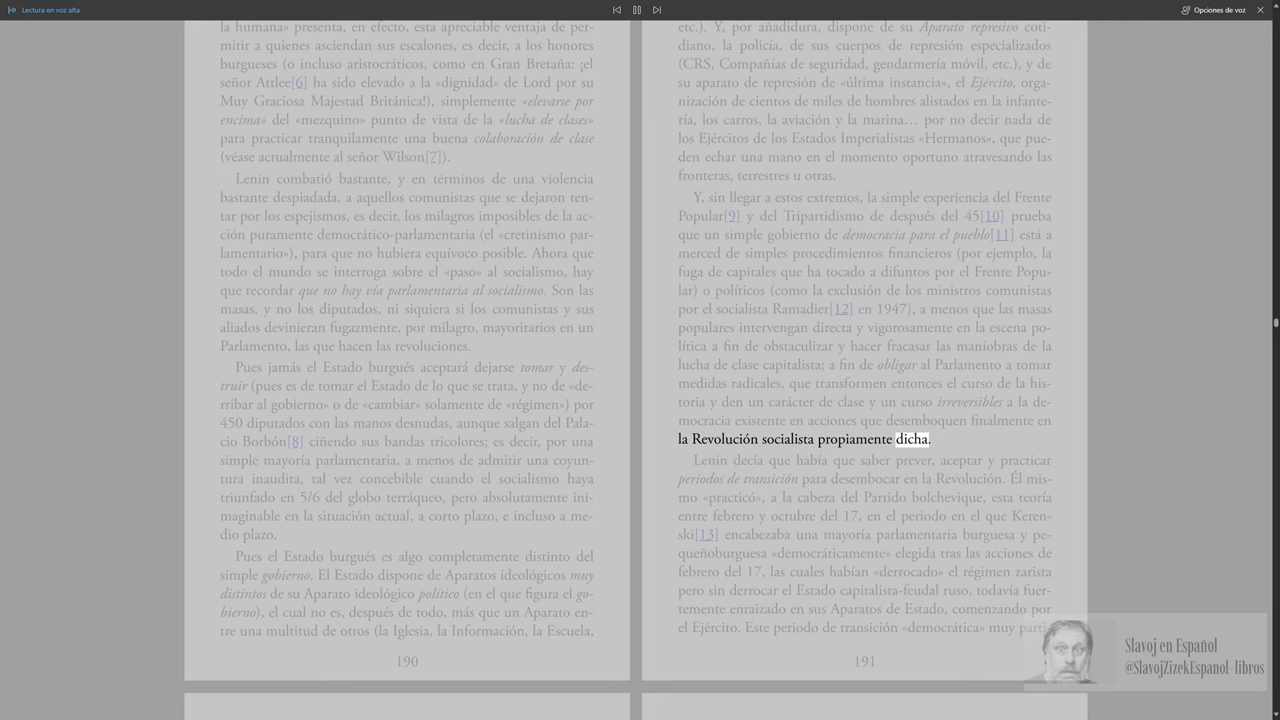 Lectura en voz alta
Opciones de voz
la humana» presenta, en efecto, esta apreciable ventaja de per-
mitir a quienes asciendan sus escalones, es decir, a los honores
burgueses (o incluso aristocráticos, como en Gran Bretaña: ¡el
señor Attlee[6] ha sido elevado a la «dignidad» de Lord por su
Muy Graciosa Majestad Británica!), simplemente «elevarse por
encima» del «mezquino» punto de vista de la «lucha de clases»
para practicar tranquilamente una buena colaboración de clase
(véase actualmente al señor Wilson[7]).
Lenin combatió bastante, y en términos de una violencia
bastante despiadada, a aquellos comunistas que se dejaron ten-
tar por los espejismos, es decir, los milagros imposibles de la ac-
ción puramente democrático-parlamentaria (el «cretinismo par-
lamentario»), para que no hubiera equívoco posible. Ahora que
todo el mundo se interroga sobre el «paso» al socialismo, hay
que recordar que no hay vía parlamentaria al socialismo. Son las
masas, y no los diputados, ni siquiera si los comunistas y sus
aliados devinieran fugazmente, por milagro, mayoritarios en un
Parlamento, las que hacen las revoluciones.
Pues jamás el Estado burgués aceptará dejarse tomar y des-
truir (pues es de tomar el Estado de lo que se trata, y no de «de-
rribar al gobierno» o de «cambiar» solamente de «régimen») por
450 diputados con las manos desnudas, aunque salgan del Pala-
cio Borbón[8] ciñendo sus bandas tricolores; es decir, por una
simple mayoría parlamentaria, a menos de admitir una coyun-
tura inaudita, tal vez concebible cuando el socialismo haya
triunfado en 5/6 del globo terráqueo, pero absolutamente ini-
maginable en la situación actual, a corto plazo, e incluso a me-
dio plazo.
Pues el Estado burgués es algo completamente distinto del
simple gobierno. El Estado dispone de Aparatos ideológicos muy
distintos de su Aparato ideológico político (en el que figura el go-
bierno), el cual no es, después de todo, más que un Aparato en-
tre una multitud de otros (la Iglesia, la Información, la Escuela,
190
etc.). Y, por añadidura, dispone de su Aparato represivo coti-
diano, la policía, de sus cuerpos de represión especializados
(CRS, Compañías de seguridad, gendarmería móvil, etc.), y de
su aparato de represión de «última instancia», el Ejército, orga-
nización de cientos de miles de hombres alistados en la infante-
ría, los carros, la aviación y la marina… por no decir nada de
los Ejércitos de los Estados Imperialistas «Hermanos», que pue-
den echar una mano en el momento oportuno atravesando las
fronteras, terrestres u otras.
Y, sin llegar a estos extremos, la simple experiencia del Frente
Popular[9] y del Tripartidismo de después del 45[10] prueba
que un simple gobierno de democracia para el pueblo[11] está a
merced de simples procedimientos financieros (por ejemplo, la
fuga de capitales que ha tocado a difuntos por el Frente Popu-
lar) o políticos (como la exclusión de los ministros comunistas
por el socialista Ramadier[12] en 1947), a menos que las masas
populares intervengan directa y vigorosamente en la escena po-
lítica a fin de obstaculizar y hacer fracasar las maniobras de la
lucha de clase capitalista; a fin de obligar al Parlamento a tomar
medidas radicales, que transformen entonces el curso de la his-
toria y den un carácter de clase y un curso irreversibles a la de-
mocracia existente en acciones que desemboquen finalmente en
la Revolución socialista propiamente dicha.
Lenin decía que había que saber prever, aceptar y practicar
periodos de transición para desembocar en la Revolución. Él mis-
mo «practicó», a la cabeza del Partido bolchevique, esta teoría
entre febrero y octubre del 17, en el periodo en el que Keren-
ski[13] encabezaba una mayoría parlamentaria burguesa y pe-
queñoburguesa «democráticamente» elegida tras las acciones de
febrero del 17, las cuales habían «derrocado» el régimen zarista
pero sin derrocar el Estado capitalista-feudal ruso, todavía fuer-
temente enraizado en sus Aparatos de Estado, comenzando por
el Ejército. Este periodo de transición «democrática» muy parti-
191
Slavoj en Español
@SlavojZizekEspanol-libros